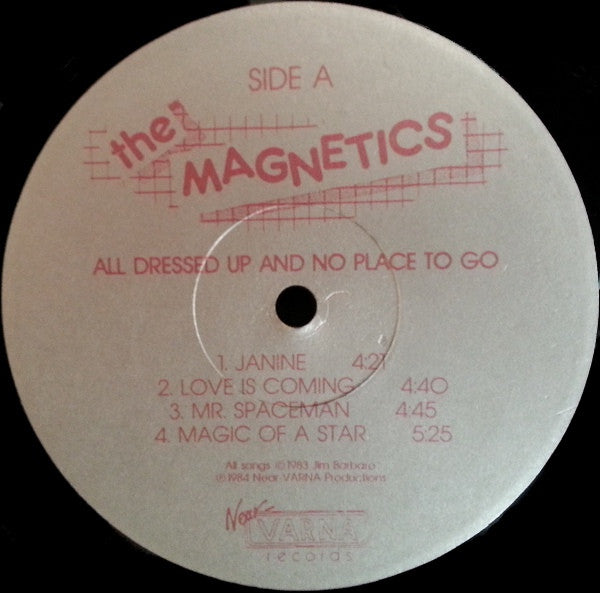 SIDE A
the
MAGNETICS
ALL DRESSED UP AND NO PLACE TO GO
1. JANINE 4:21
2. LOVE IS COMING 4:40
3. MR. SPACEMAN 4:45
4. MAGIC OF A STAR 5:25
All songs ©1983 Jim Barbaro
℗1984 Near-VARNA Productions
Near-
VARNA
records